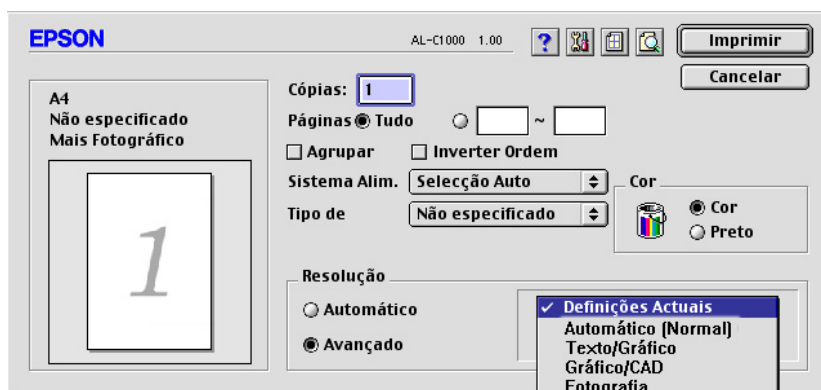 EPSON
AL-C1000 1.00
Imprimir
Cancelar
A4
Não especificado
Mais Fotográfico
1
Cópias: 1
Páginas Tudo ~
Agrupar Inverter Ordem
Sistema Alim. Selecção Auto
Tipo de Não especificado
Cor
Cor
Preto
Resolução
Automático
Avançado
Definições Actuais
Automático (Normal)
Texto/Gráfico
Gráfico/CAD
Fotografia